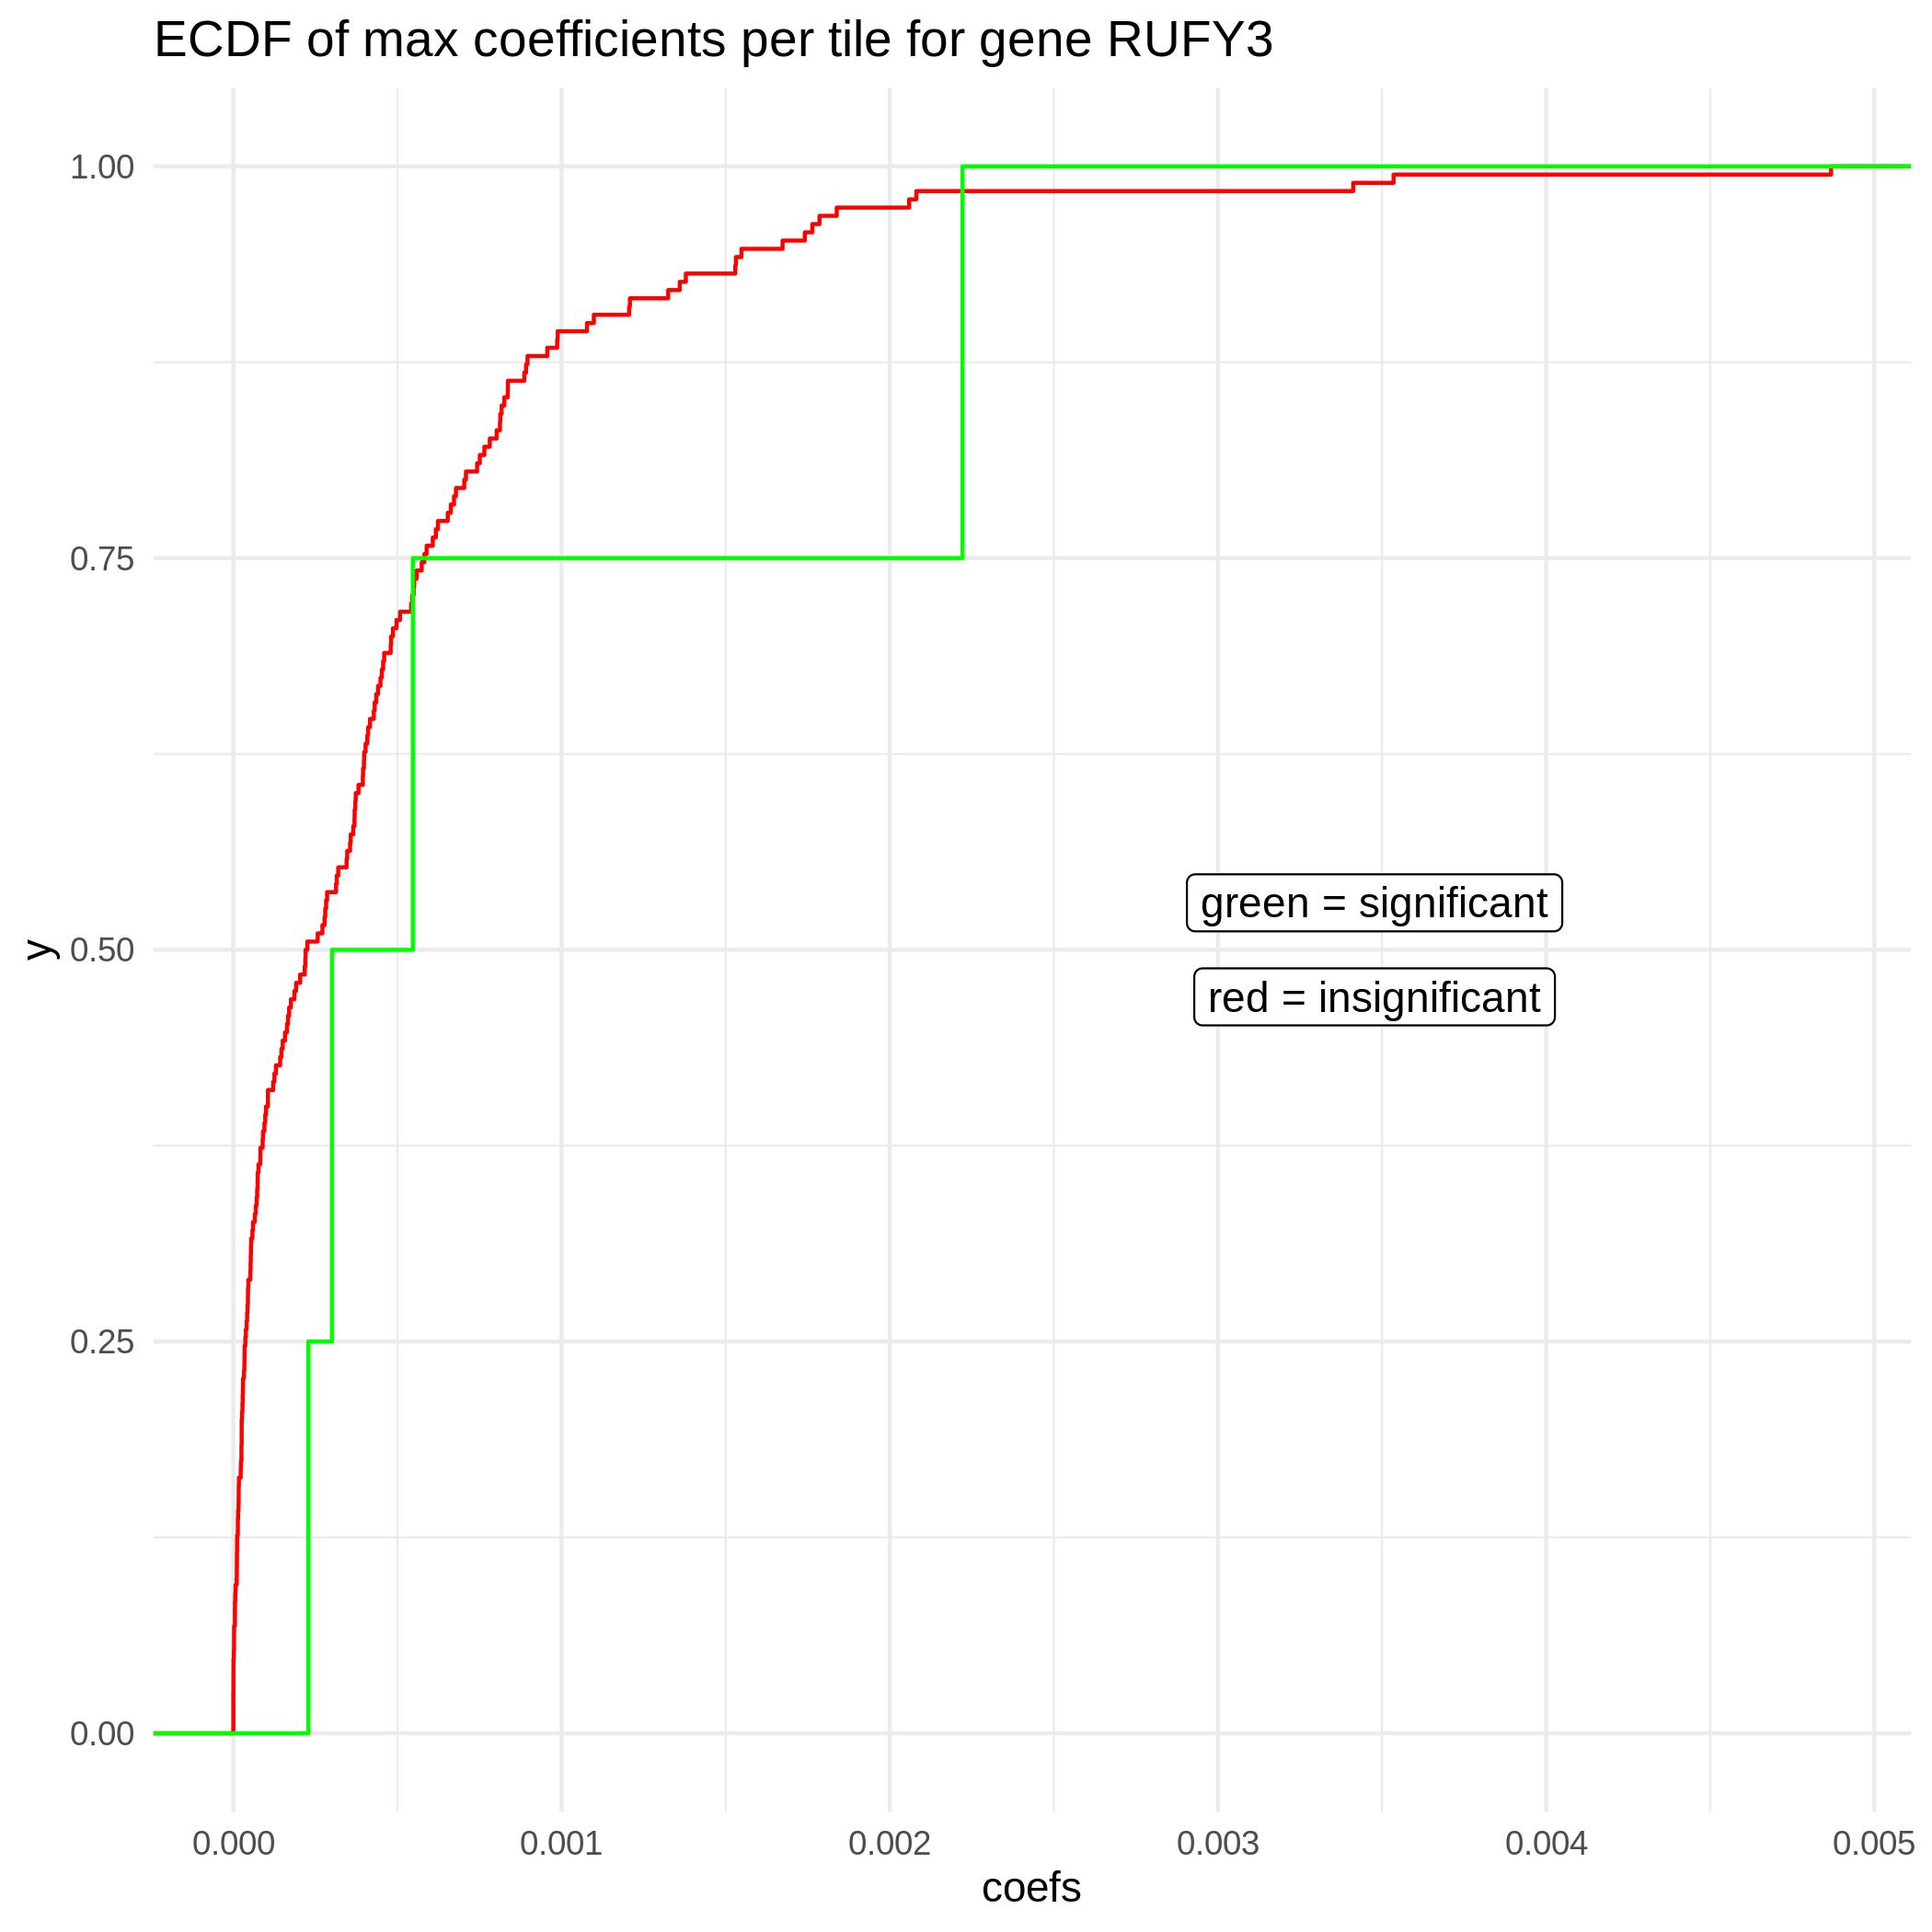 ECDF of max coefficients per tile for gene RUFY3
1.00
0.75
0.50
0.25
0.00
y
green = significant
red = insignificant
0.000 0.001 0.002 0.003 0.004 0.005
coefs